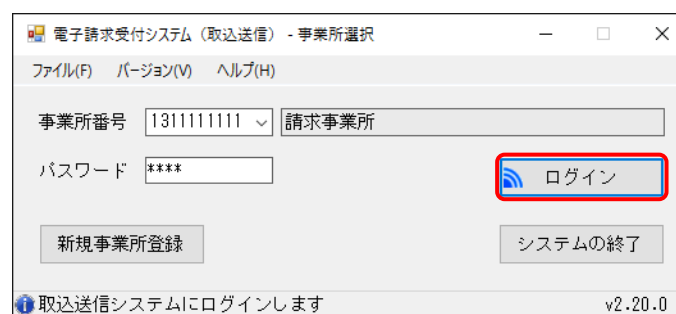 電子請求受付システム（取込送信） - 事業所選択
ファイル(F) バージョン(V) ヘルプ(H)
事業所番号 1311111111 請求事業所
パスワード ****
ログイン
新規事業所登録 システムの終了
取込送信システムにログインします v2.20.0